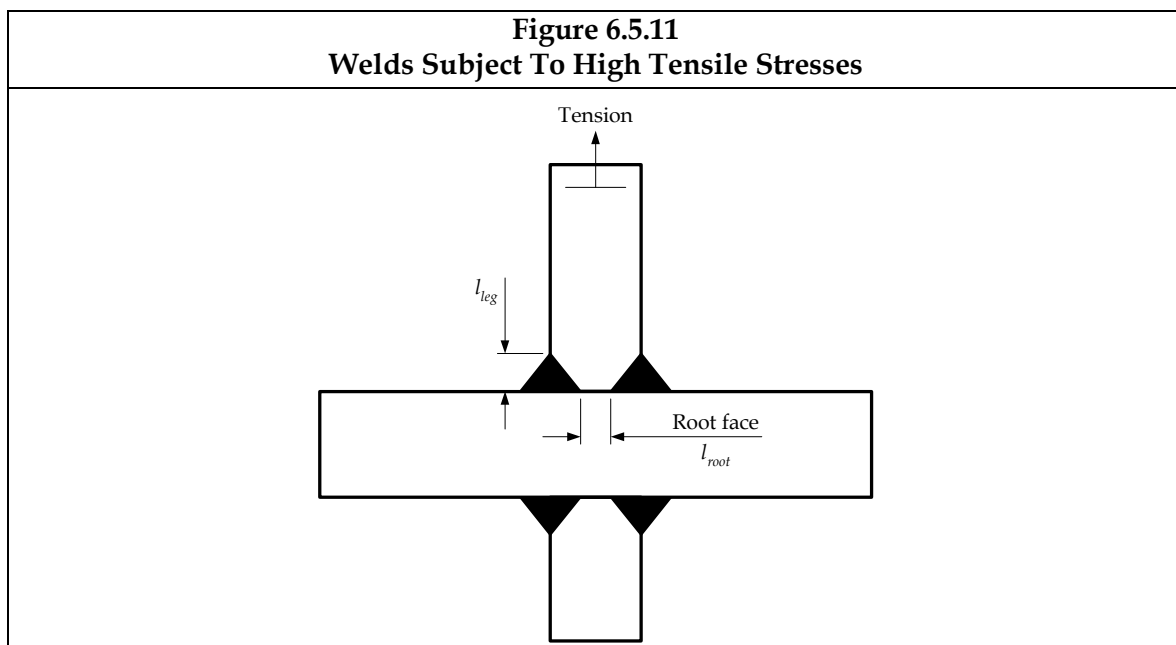 Figure 6.5.11
Welds Subject To High Tensile Stresses
Tension
l_leg
Root face
l_root